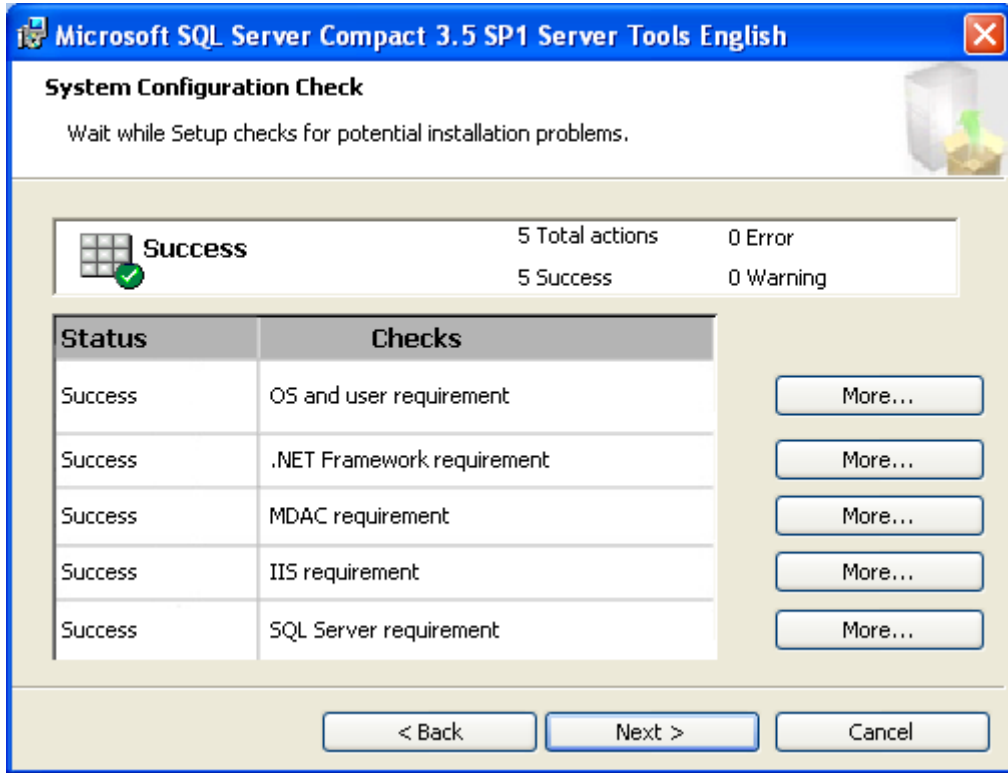 Microsoft SQL Server Compact 3.5 SP1 Server Tools English
System Configuration Check
Wait while Setup checks for potential installation problems.
Success 5 Total actions 0 Error
5 Success 0 Warning
Status Checks
Success OS and user requirement More...
Success .NET Framework requirement More...
Success MDAC requirement More...
Success IIS requirement More...
Success SQL Server requirement More...
< Back Next > Cancel